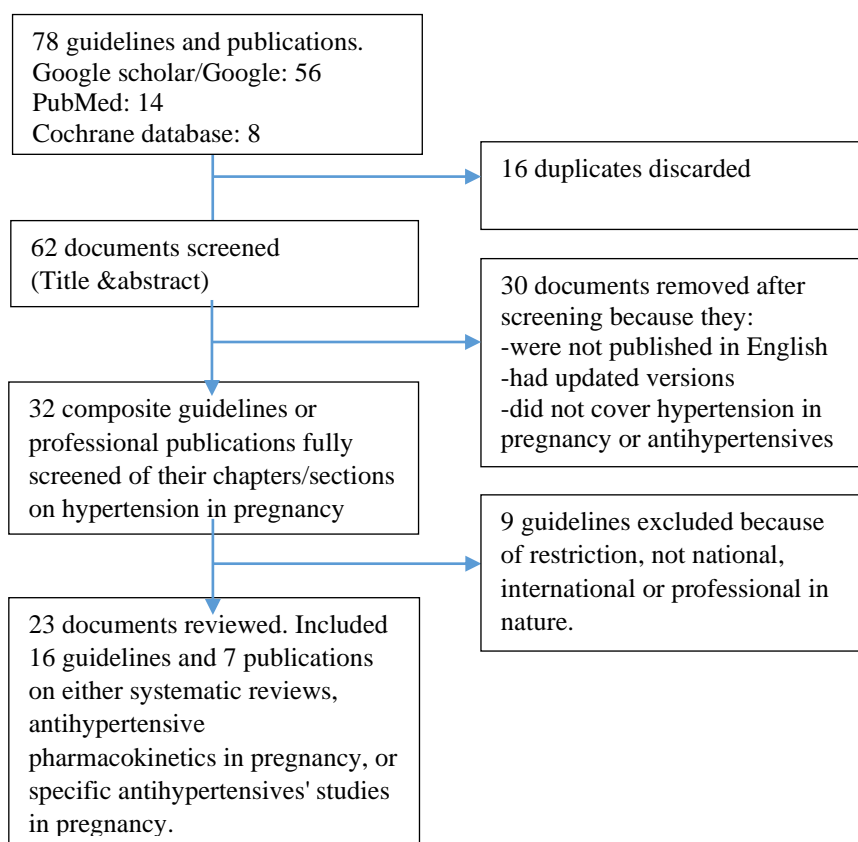 78 guidelines and publications.
Google scholar/Google: 56
PubMed: 14
Cochrane database: 8
16 duplicates discarded
62 documents screened
(Title &abstract)
30 documents removed after
screening because they:
-were not published in English
-had updated versions
-did not cover hypertension in
pregnancy or antihypertensives
32 composite guidelines or
professional publications fully
screened of their chapters/sections
on hypertension in pregnancy
9 guidelines excluded because
of restriction, not national,
international or professional in
nature.
23 documents reviewed. Included
16 guidelines and 7 publications
on either systematic reviews,
antihypertensive
pharmacokinetics in pregnancy, or
specific antihypertensives' studies
in pregnancy.